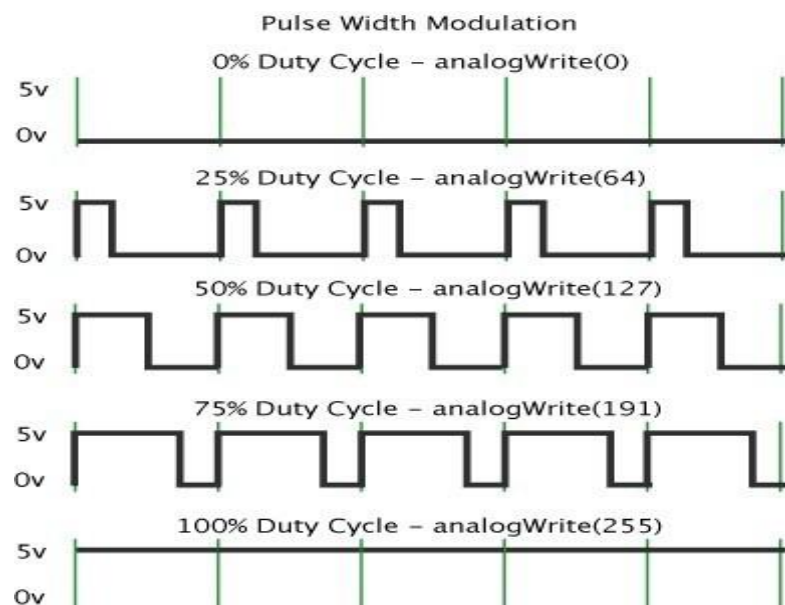 Pulse Width Modulation
0% Duty Cycle – analogWrite(0)
5v
0v
25% Duty Cycle – analogWrite(64)
5v
0v
50% Duty Cycle – analogWrite(127)
5v
0v
75% Duty Cycle – analogWrite(191)
5v
0v
100% Duty Cycle – analogWrite(255)
5v
0v